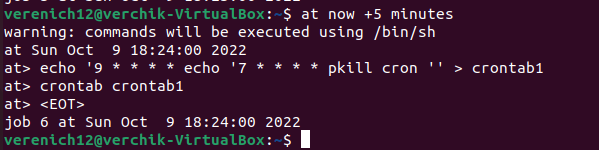 verenich12@verchik-VirtualBox:~$ at now +5 minutes
warning: commands will be executed using /bin/sh
at Sun Oct  9 18:24:00 2022
at> echo '9 * * * * echo '7 * * * * pkill cron '' > crontab1
at> crontab crontab1
at> <EOT>
job 6 at Sun Oct  9 18:24:00 2022
verenich12@verchik-VirtualBox:~$